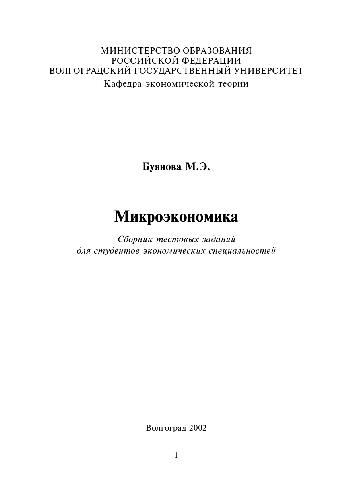 МИНИСТЕРСТВО ОБРАЗОВАНИЯ
РОССИЙСКОЙ ФЕДЕРАЦИИ
ВОЛГОГРАДСКИЙ ГОСУДАРСТВЕННЫЙ УНИВЕРСИТЕТ
Кафедра экономической теории
Буянова М.Э.
Микроэкономика
Сборник тестовых заданий
для студентов экономических специальностей
Волгоград 2002
1